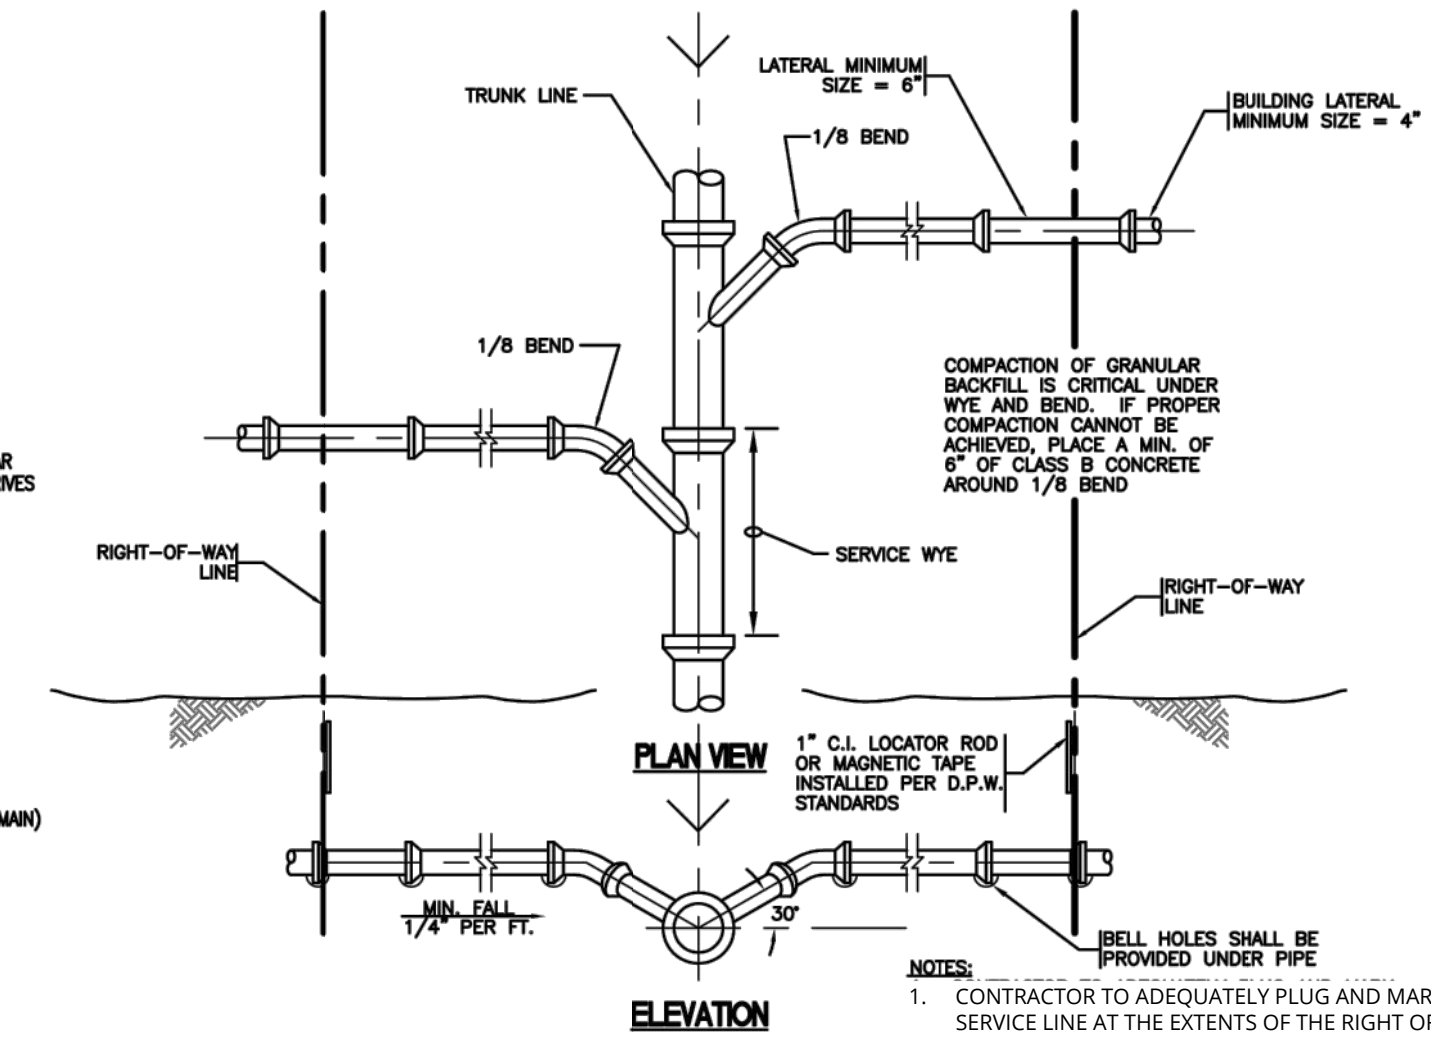 TRUNK LINE
LATERAL MINIMUM
SIZE = 6"
1/8 BEND
BUILDING LATERAL
MINIMUM SIZE = 4"
1/8 BEND
COMPACTION OF GRANULAR
BACKFILL IS CRITICAL UNDER
WYE AND BEND. IF PROPER
COMPACTION CANNOT BE
ACHIEVED, PLACE A MIN. OF
6" OF CLASS B CONCRETE
AROUND 1/8 BEND
RIGHT-OF-WAY
LINE
SERVICE WYE
RIGHT-OF-WAY
LINE
PLAN VIEW
1" C.I. LOCATOR ROD
OR MAGNETIC TAPE
INSTALLED PER D.P.W.
STANDARDS
MAIN)
MIN. FALL
1/4" PER FT.
30°
BELL HOLES SHALL BE
PROVIDED UNDER PIPE
ELEVATION
NOTES:
1. CONTRACTOR TO ADEQUATELY PLUG AND MAR
SERVICE LINE AT THE EXTENTS OF THE RIGHT OF